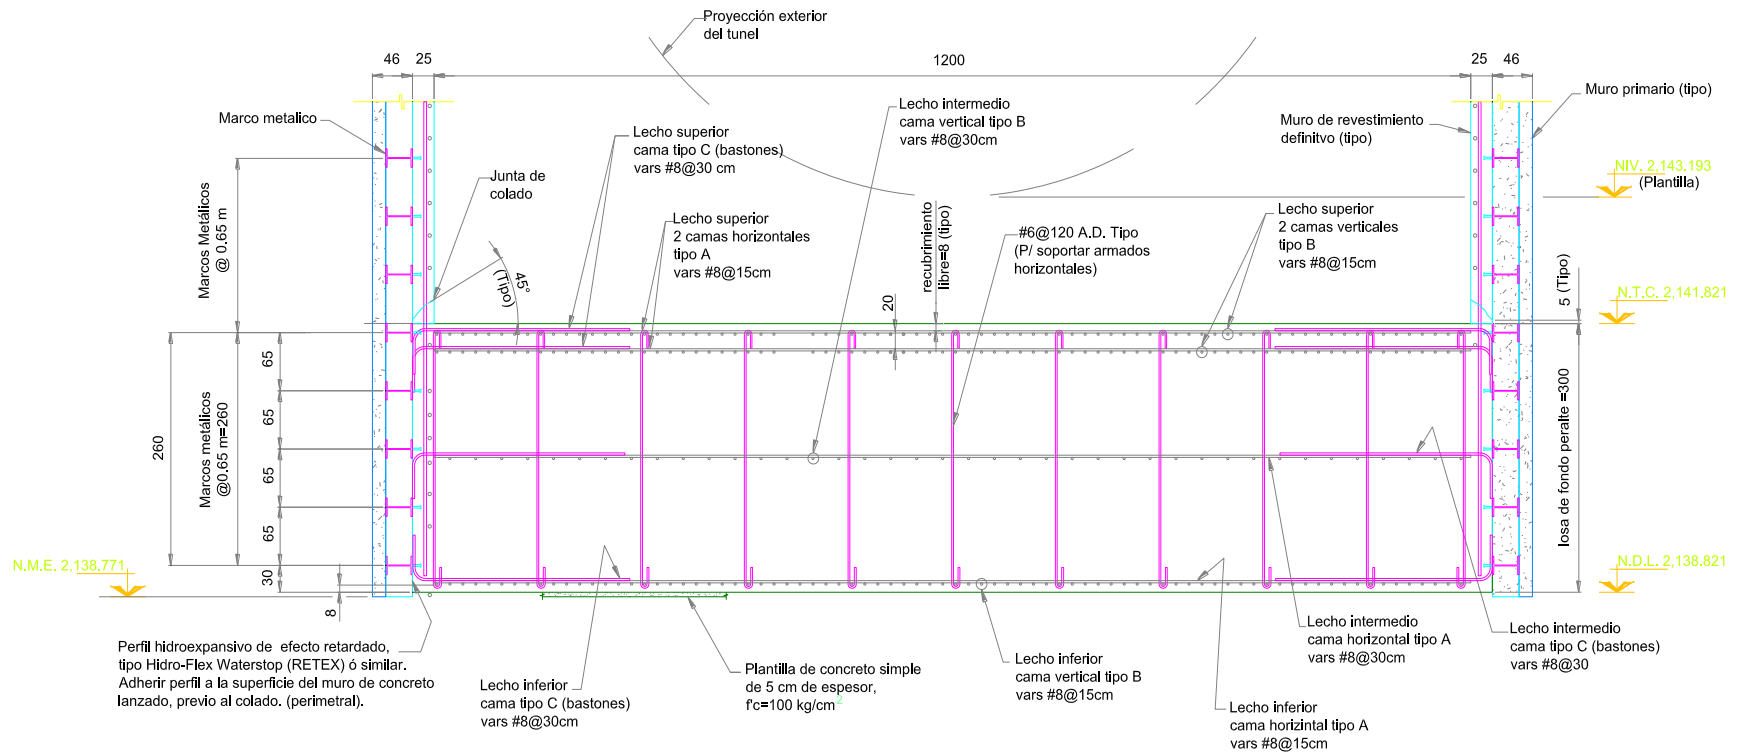 Proyección exterior
del tunel
46
25
1200
25
46
Marco metalico
Lecho superior
cama tipo C (bastones)
vars #8@30 cm
Lecho intermedio
cama vertical tipo B
vars #8@30cm
Muro de revestimiento
definitvo (tipo)
Muro primario (tipo)
NIV. 2,143.193
(Plantilla)
Junta de
colado
Marcos Metálicos
@ 0.65 m
45°
(Tipo)
Lecho superior
2 camas horizontales
tipo A
vars #8@15cm
20
recubrimiento
libre=8 (tipo)
#6@120 A.D. Tipo
(P/ soportar armados
horizontales)
Lecho superior
2 camas verticales
tipo B
vars #8@15cm
5 (Tipo)
N.T.C. 2,141.821
260
Marcos metálicos
@0.65 m=260
65
65
65
65
30
8
losa de fondo peralte =300
N.M.E. 2,138.771
N.D.L. 2,138.821
Perfil hidroexpansivo de efecto retardado,
tipo Hidro-Flex Waterstop (RETEX) ó similar.
Adherir perfil a la superficie del muro de concreto
lanzado, previo al colado. (perimetral).
Lecho inferior
cama tipo C (bastones)
vars #8@30cm
Plantilla de concreto simple
de 5 cm de espesor,
f'c=100 kg/cm2
Lecho inferior
cama vertical tipo B
vars #8@15cm
Lecho inferior
cama horizintal tipo A
vars #8@15cm
Lecho intermedio
cama horizontal tipo A
vars #8@30cm
Lecho intermedio
cama tipo C (bastones)
vars #8@30